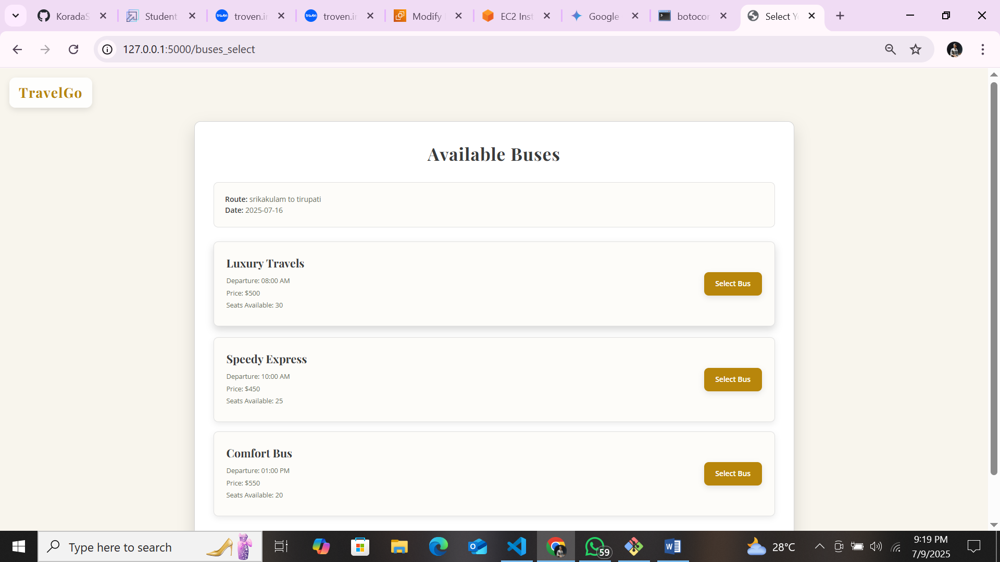 KoradaS
Student
troven.in
troven.in
Modify
EC2 Inst
Google
botocor
Select Y
127.0.0.1:5000/buses_select
TravelGo
Available Buses
Route: srikakulam to tirupati
Date: 2025-07-16
Luxury Travels
Departure: 08:00 AM
Price: $500
Seats Available: 30
Select Bus
Speedy Express
Departure: 10:00 AM
Price: $450
Seats Available: 25
Select Bus
Comfort Bus
Departure: 01:00 PM
Price: $550
Seats Available: 20
Select Bus
Type here to search
59
28°C
9:19 PM
7/9/2025